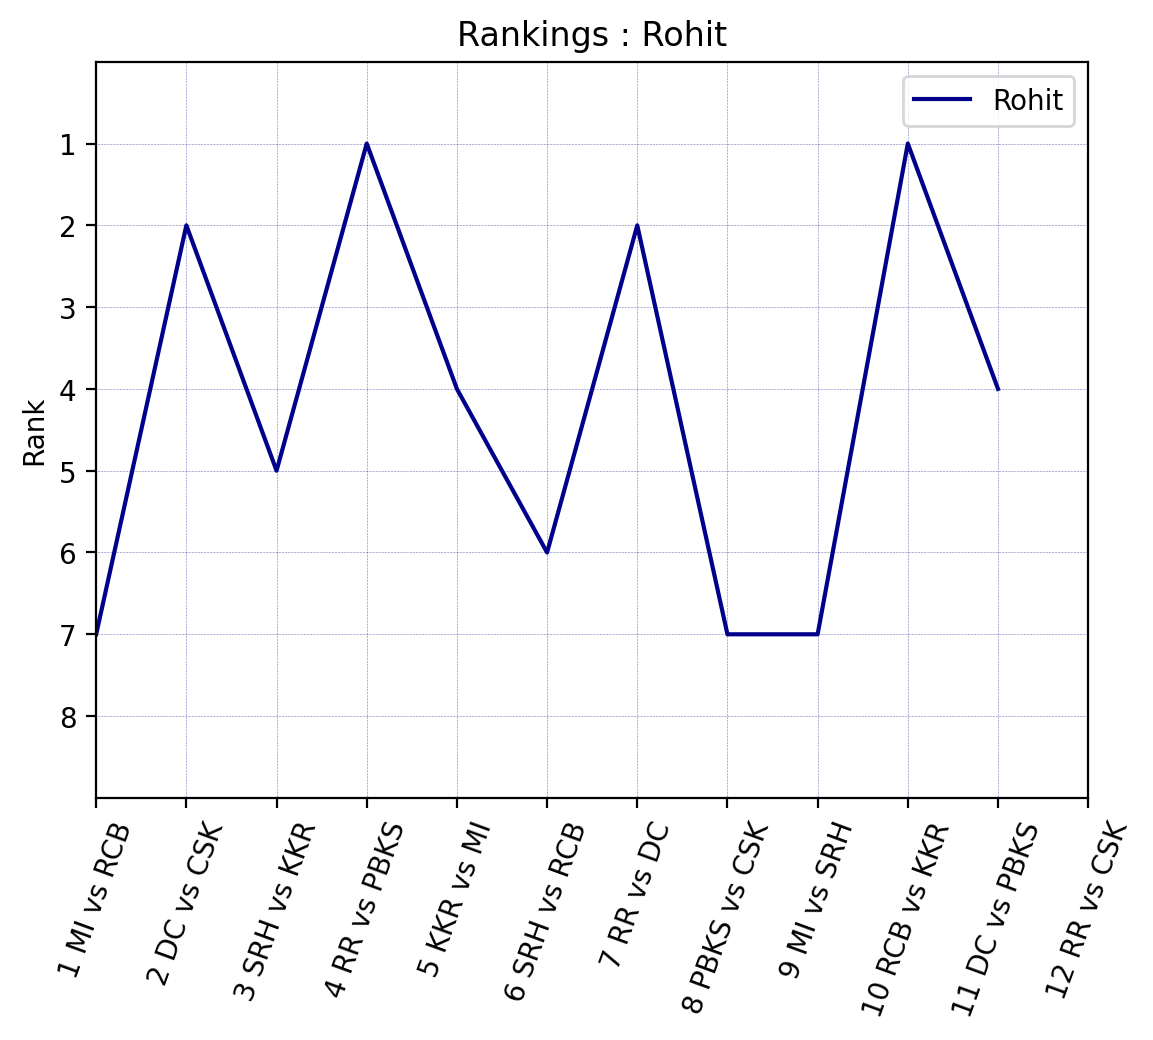 Rankings : Rohit
Rohit
Rank
1
2
3
4
5
6
7
8
1 MI vs RCB
2 DC vs CSK
3 SRH vs KKR
4 RR vs PBKS
5 KKR vs MI
6 SRH vs RCB
7 RR vs DC
8 PBKS vs CSK
9 MI vs SRH
10 RCB vs KKR
11 DC vs PBKS
12 RR vs CSK